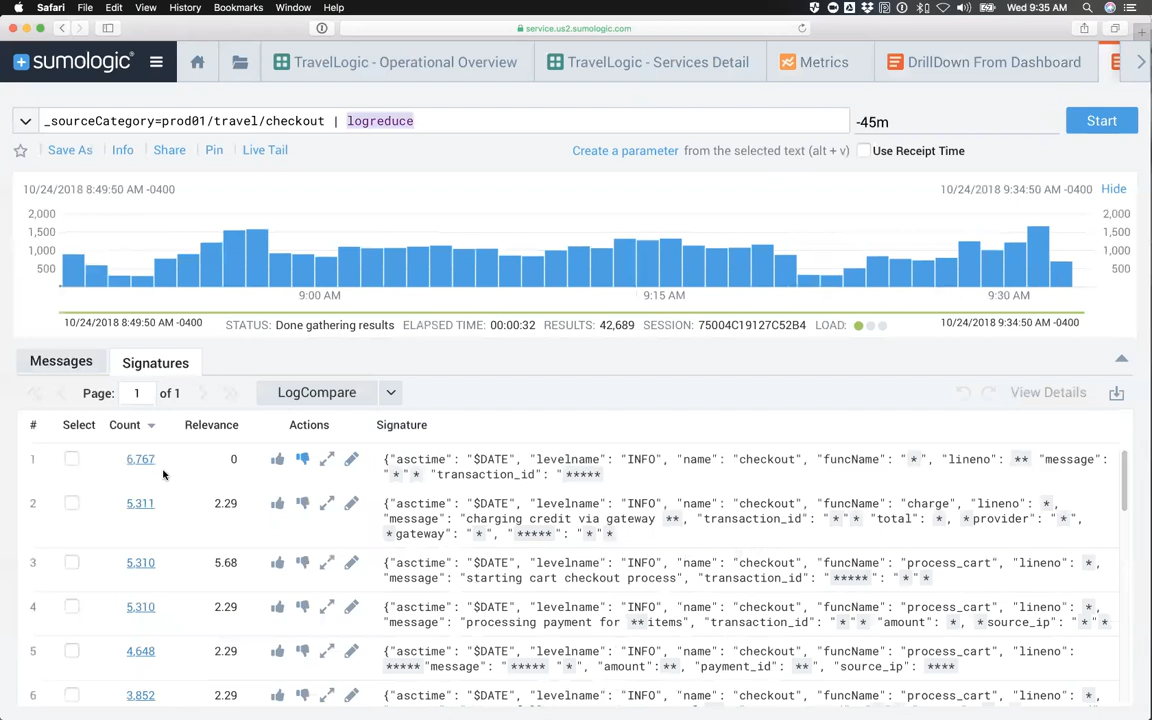 Safari File Edit View History Bookmarks Window Help Wed 9:35 AM
service.us2.sumologic.com
sumologic TravelLogic - Operational Overview TravelLogic - Services Detail Metrics DrillDown From Dashboard
_sourceCategory=prod01/travel/checkout | logreduce -45m Start
Save As Info Share Pin Live Tail Create a parameter from the selected text (alt + v) Use Receipt Time
10/24/2018 8:49:50 AM -0400 10/24/2018 9:34:50 AM -0400 Hide
2,000 2,000
1,500 1,500
1,000 1,000
500 500
9:00 AM 9:15 AM 9:30 AM
10/24/2018 8:49:50 AM -0400 STATUS: Done gathering results ELAPSED TIME: 00:00:32 RESULTS: 42,689 SESSION: 75004C19127C52B4 LOAD: 10/24/2018 9:34:50 AM -0400
Messages Signatures
Page: 1 of 1 LogCompare View Details
# Select Count Relevance Actions Signature
1 6,767 0 {"asctime": "$DATE", "levelname": "INFO", "name": "checkout", "funcName": "*", "lineno": ** "message":
"*"* "transaction_id": "*****
2 5,311 2.29 {"asctime": "$DATE", "levelname": "INFO", "name": "checkout", "funcName": "charge", "lineno": *,
"message": "charging credit via gateway **, "transaction_id": "*"* "total": *, *provider": "*",
*gateway": "*", "*****": "*"*
3 5,310 5.68 {"asctime": "$DATE", "levelname": "INFO", "name": "checkout", "funcName": "process_cart", "lineno": *,
"message": "starting cart checkout process", "transaction_id": "*****": "*"*
4 5,310 2.29 {"asctime": "$DATE", "levelname": "INFO", "name": "checkout", "funcName": "process_cart", "lineno": *,
"message": "processing payment for **items", "transaction_id": "*"* "amount": *, *source_ip": "*"*
5 4,648 2.29 {"asctime": "$DATE", "levelname": "INFO", "name": "checkout", "funcName": "process_cart", "lineno":
*****"message": "***** "*", "amount":**, "payment_id": **, "source_ip": ****
6 3,852 2.29 {"asctime": "$DATE", "levelname": "INFO", "name": "checkout", "funcName": "process_cart", "lineno": *,